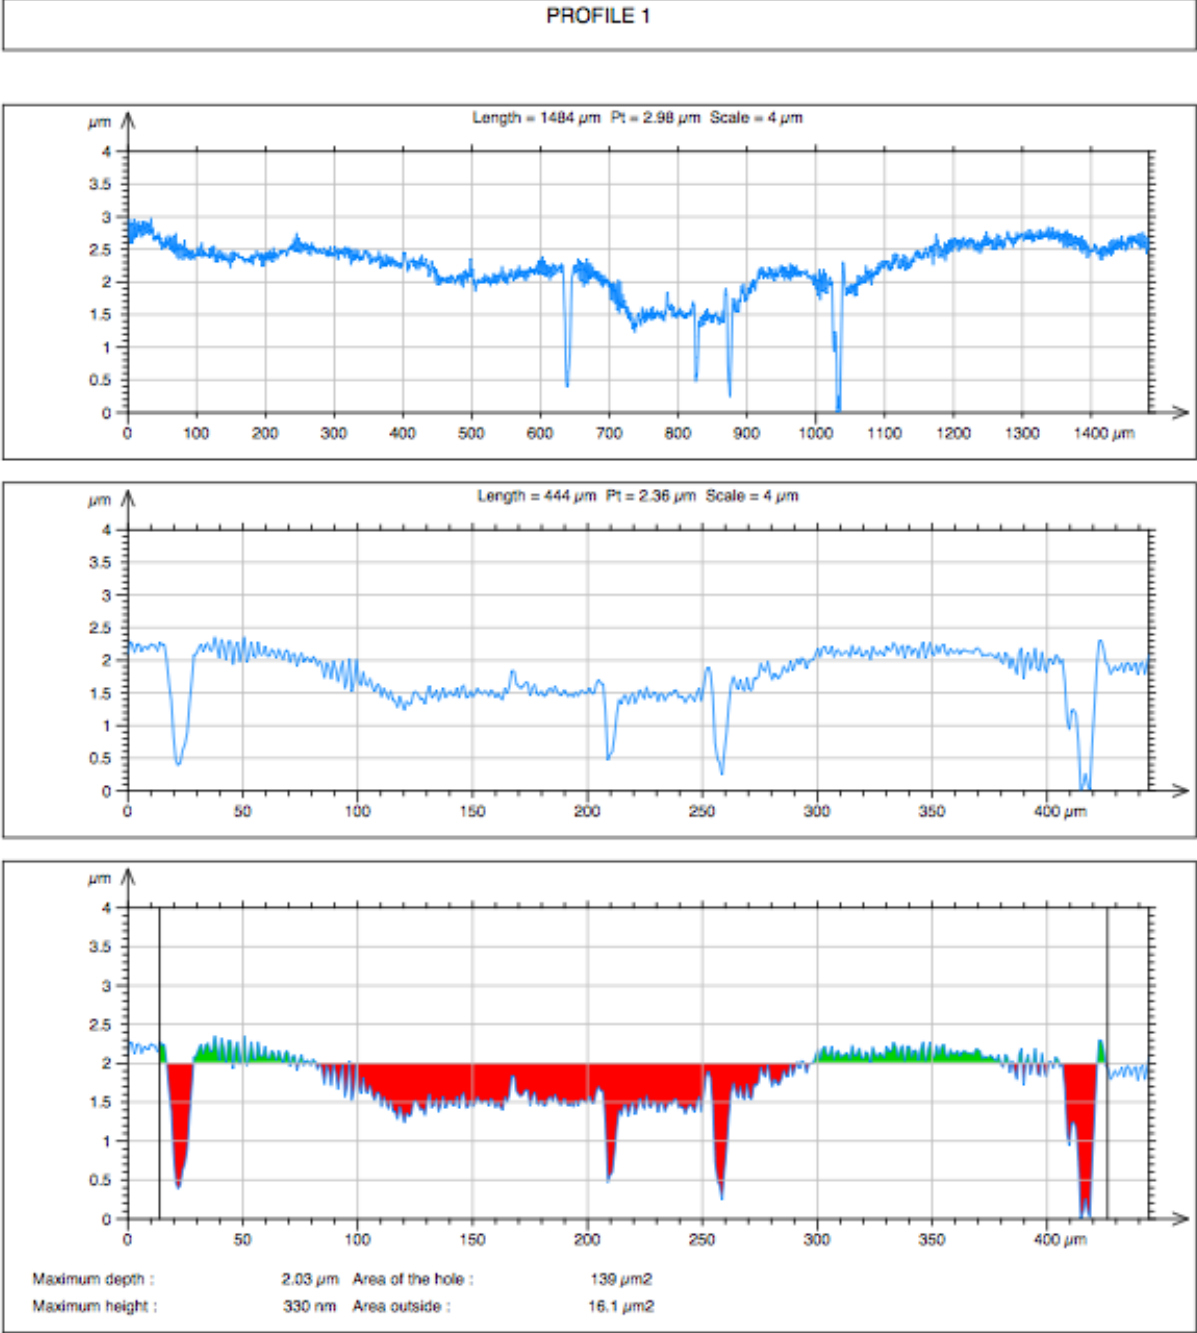 PROFILE 1
Length = 1484 µm Pt = 2.98 µm Scale = 4 µm
µm
4
3.5
3
2.5
2
1.5
1
0.5
0
0 100 200 300 400 500 600 700 800 900 1000 1100 1200 1300 1400 µm
Length = 444 µm Pt = 2.36 µm Scale = 4 µm
µm
4
3.5
3
2.5
2
1.5
1
0.5
0
0 50 100 150 200 250 300 350 400 µm
µm
4
3.5
3
2.5
2
1.5
1
0.5
0
0 50 100 150 200 250 300 350 400 µm
Maximum depth : 2.03 µm Area of the hole : 139 µm2
Maximum height : 330 nm Area outside : 16.1 µm2